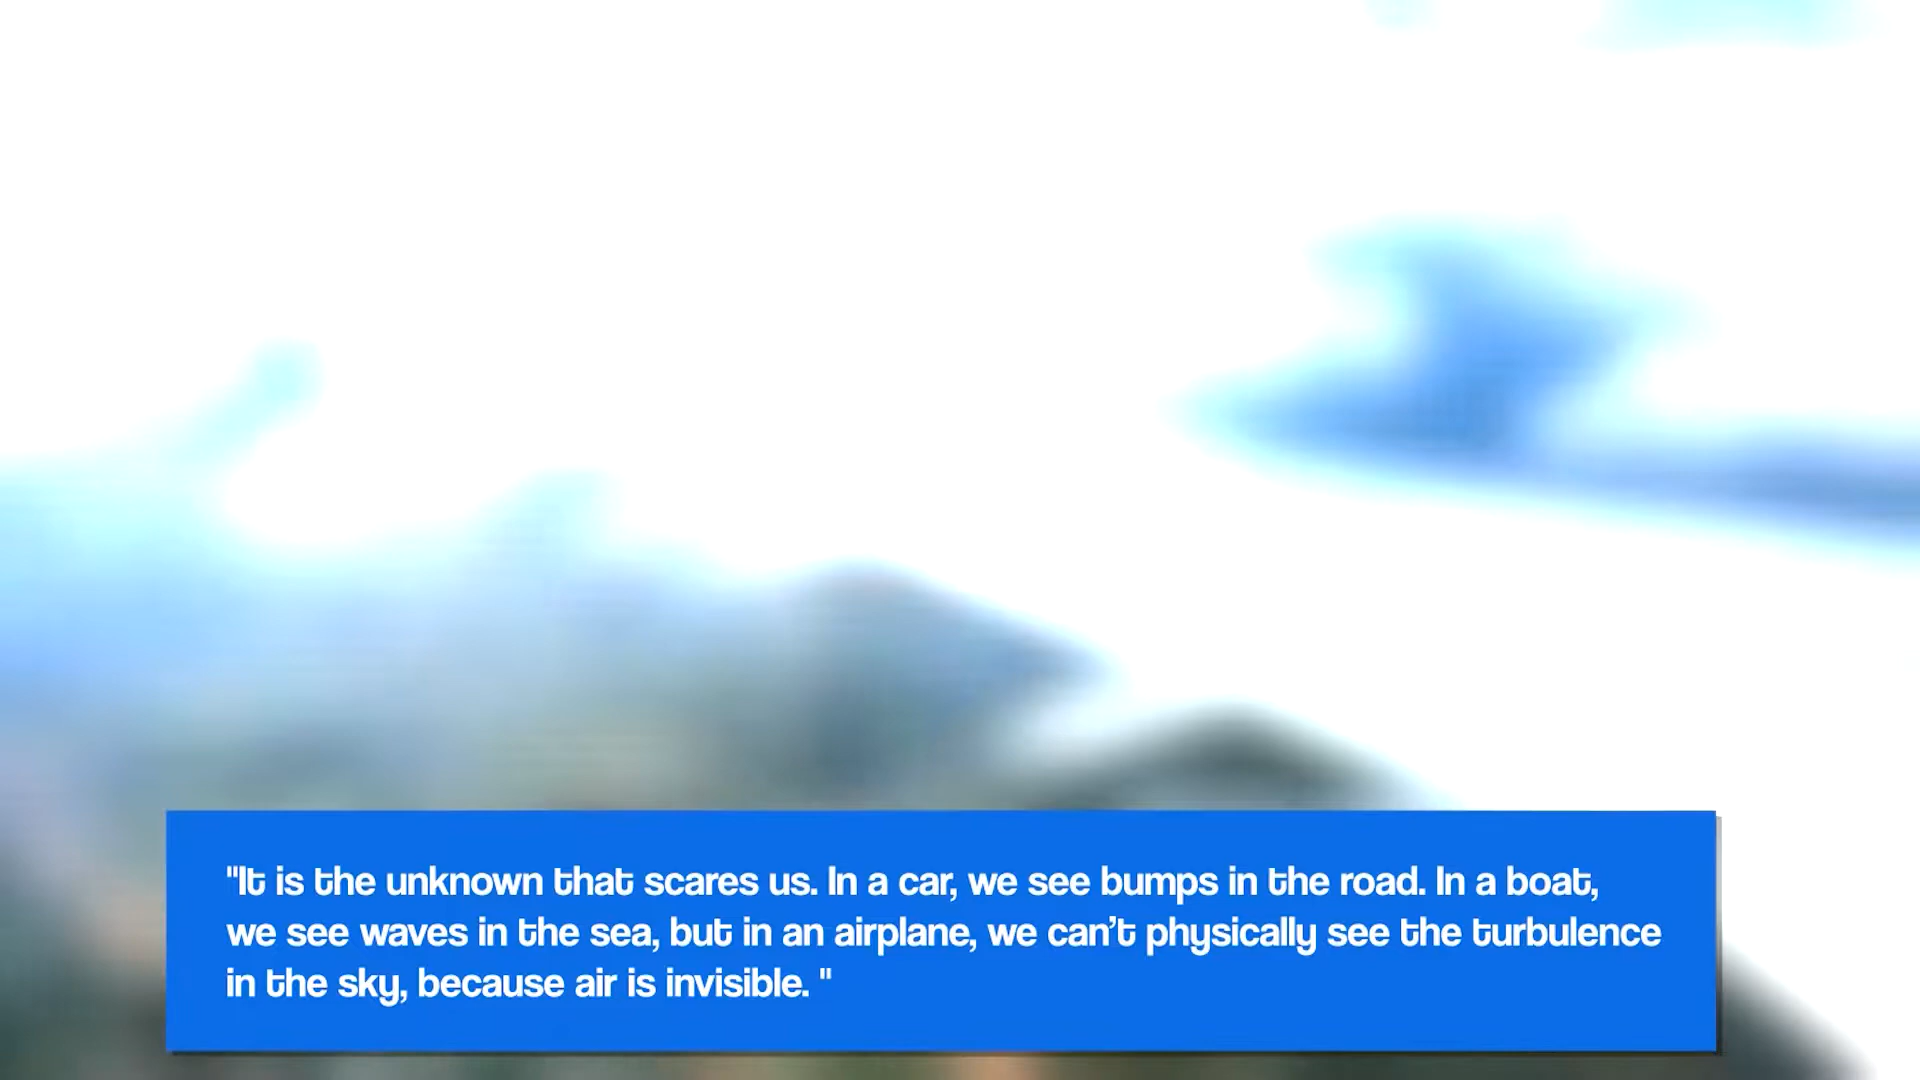 "It is the unknown that scares us. In a car, we see bumps in the road. In a boat,
we see waves in the sea, but in an airplane, we can’t physically see the turbulence
in the sky, because air is invisible. "